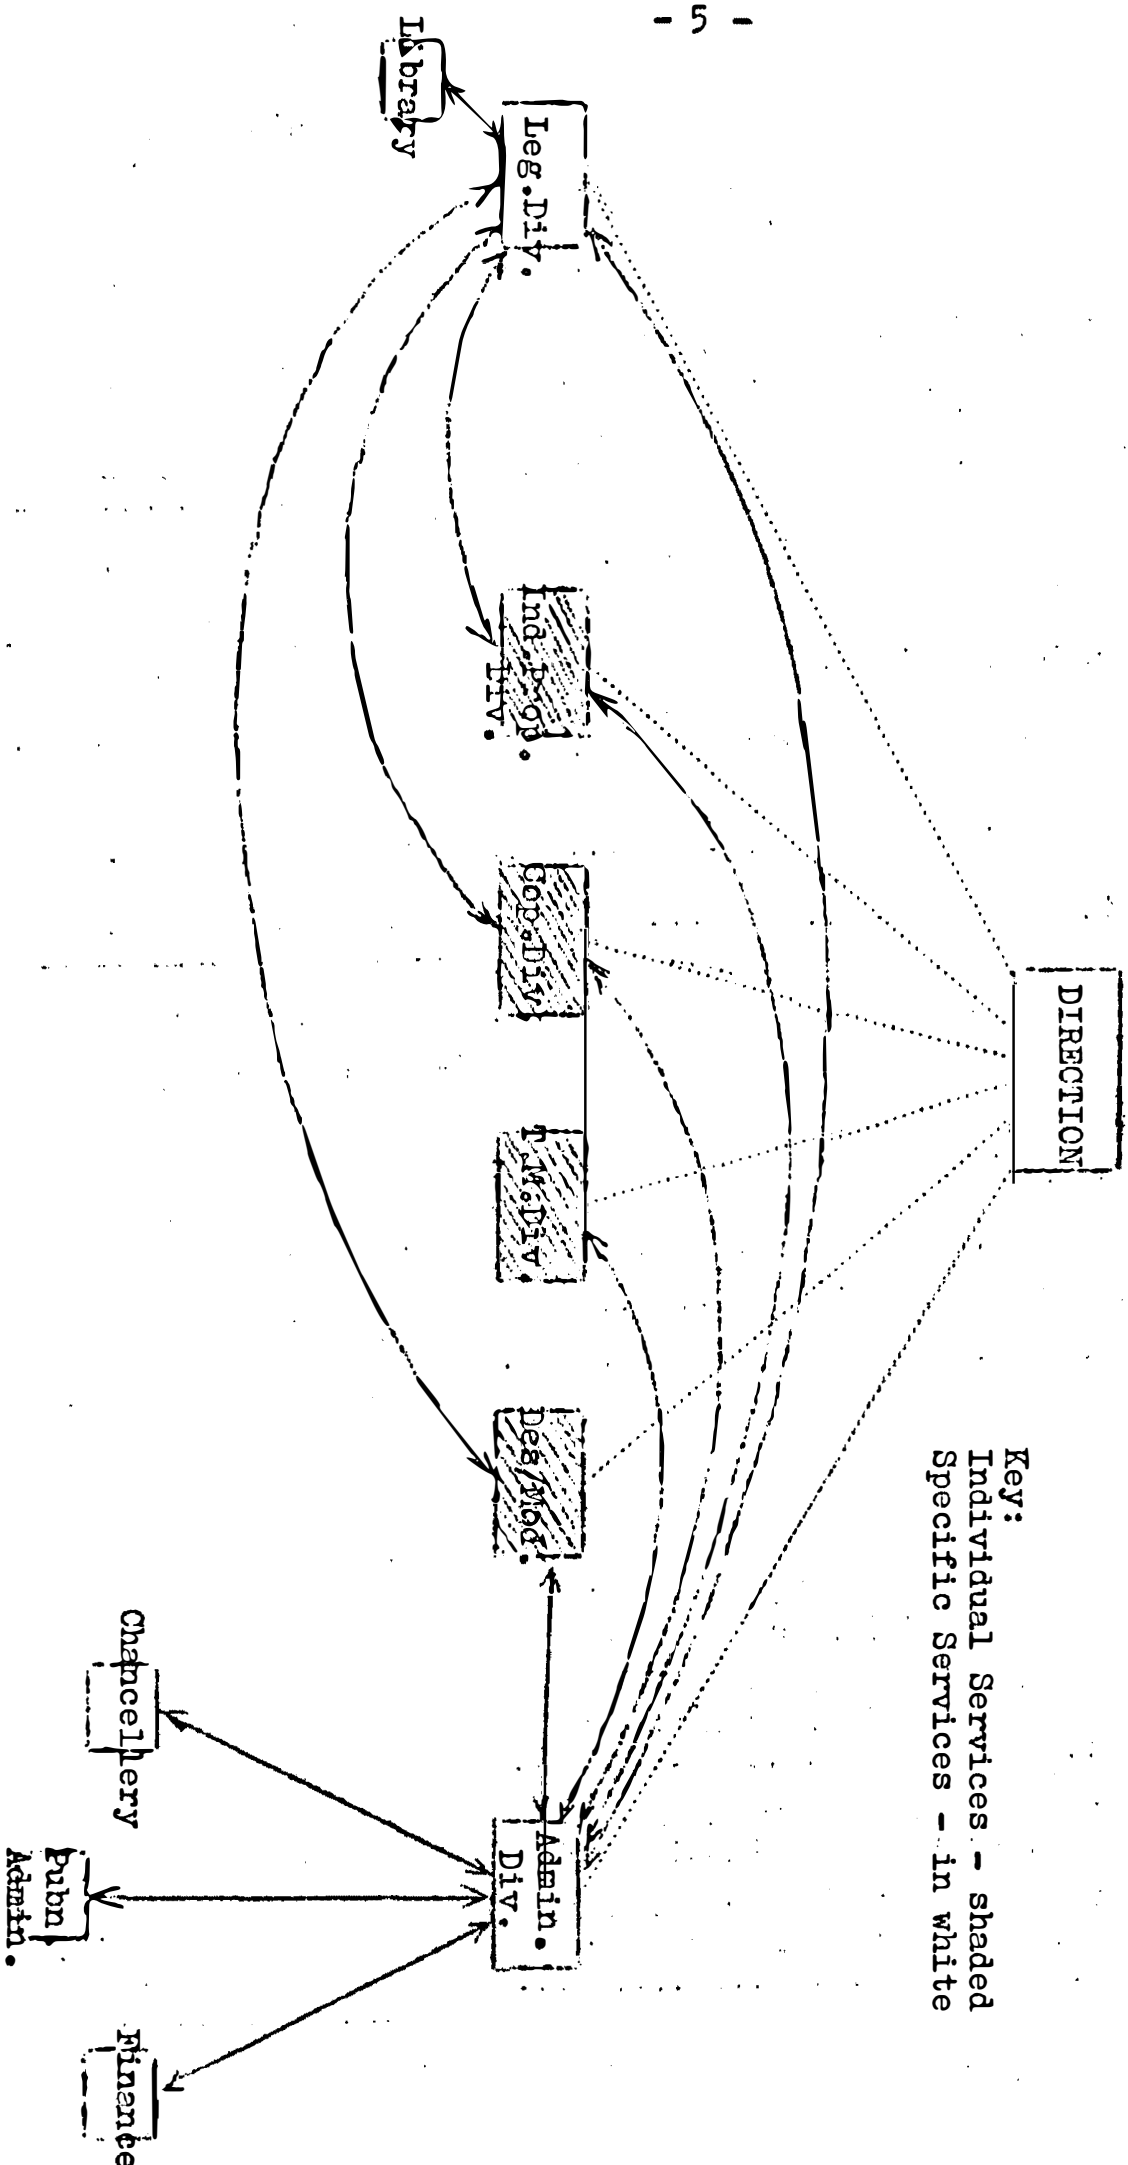 - 5 -
DIRECTION
Key:
Individual Services - shaded
Specific Services - in white
Leg.Div.
Ind.Prop.
Div.
Cop.Div.
T.M.Div.
Des/Mod.
Admin.
Div.
Library
Chancellery
Pubn
Admin.
Finance